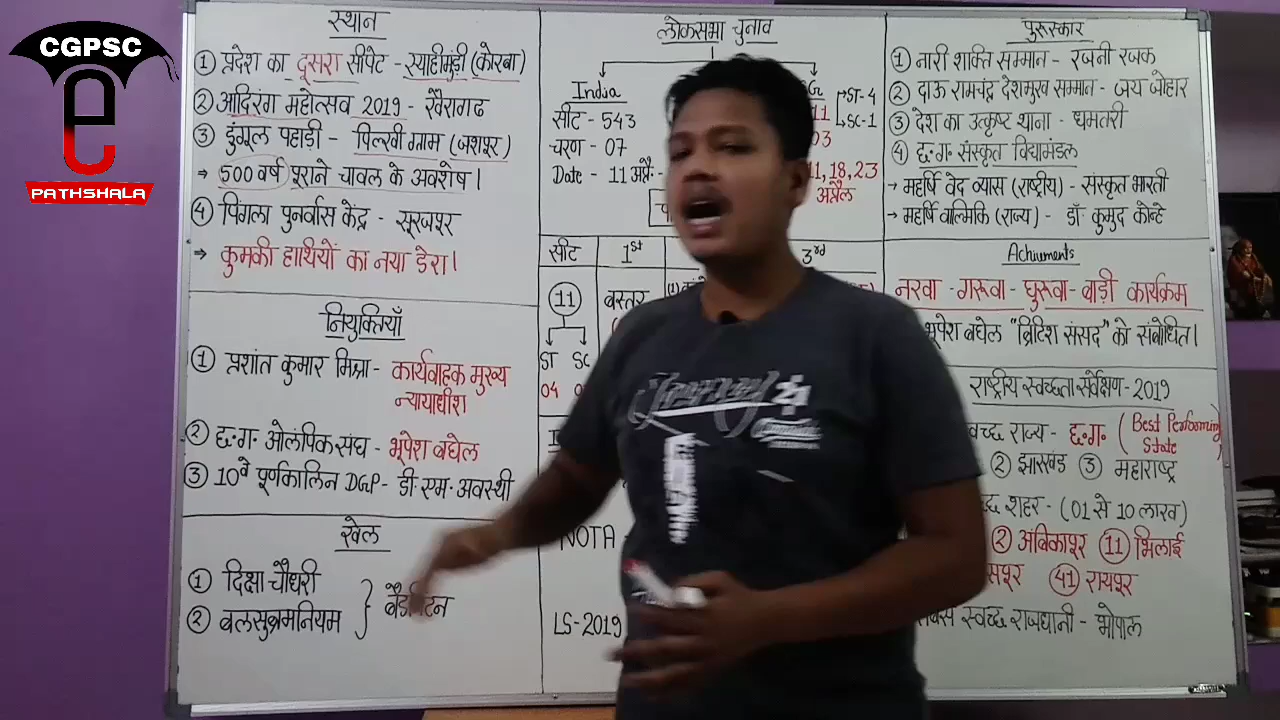 CGPSC
e
PATHSHALA
स्थान
① प्रदेश का दूसरा सीपेट - स्याहीमुंड़ी (कोरबा)
② आदिरंग महोत्सव 2019 - खैरागढ
③ डुंगूल पहाड़ी - पिल्खी ग्राम (जशपूर)
→ 500 वर्ष पूराने चावल के अवशेष।
④ पिंगला पुनर्वास केंद्र - सूरजपूर
→ कुमकी हाथियों का नया डेरा।
नियुक्तियाँ
① प्रशांत कुमार मिश्रा - कार्यवाहक मुख्य
न्यायाधीश
② छ.ग. ओलंपिक संघ - भूपेश बघेल
③ 10वे पूर्णकालिन DGP - डी.एम. अवस्थी
खेल
① दिक्षा चौधरी
② बलसुब्रमनियम
लोकसभा चुनाव
India
सीट - 543
चरण - 07
Date - 11 अप्रै
11
ST-4
SC-1
03
11, 18, 23
अप्रैल
सीट 1st 3rd
11 बस्तर
ST SC
04
NOTA
LS-2019
पुरूस्कार
① नारी शक्ति सम्मान - रजनी रजक
② दाऊ रामचंद्र देशमुख सम्मान - जय जोहार
③ देश का उत्कृष्ट थाना - धमतरी
④ छ.ग. संस्कृत विद्यामंडल
→ महर्षि वेद व्यास (राष्ट्रीय) - संस्कृत भारती
→ महर्षि वाल्मिकि (राज्य) - डॉ. कुमुद कान्हे
नरवा - गरूवा - घुरूवा - बाड़ी कार्यक्रम
भूपेश बघेल "ब्रिटिश संसद" को संबोधित।
राष्ट्रीय स्वच्छता सर्वेक्षण - 2019
राज्य - छ.ग. (Best Performing
State)
② झारखंड ③ महाराष्ट्र
शहर - (01 से 10 लाख)
② अंबिकापूर ⑪ भिलाई
㊶ रायपूर
स्वच्छ राजधानी - भोपाल